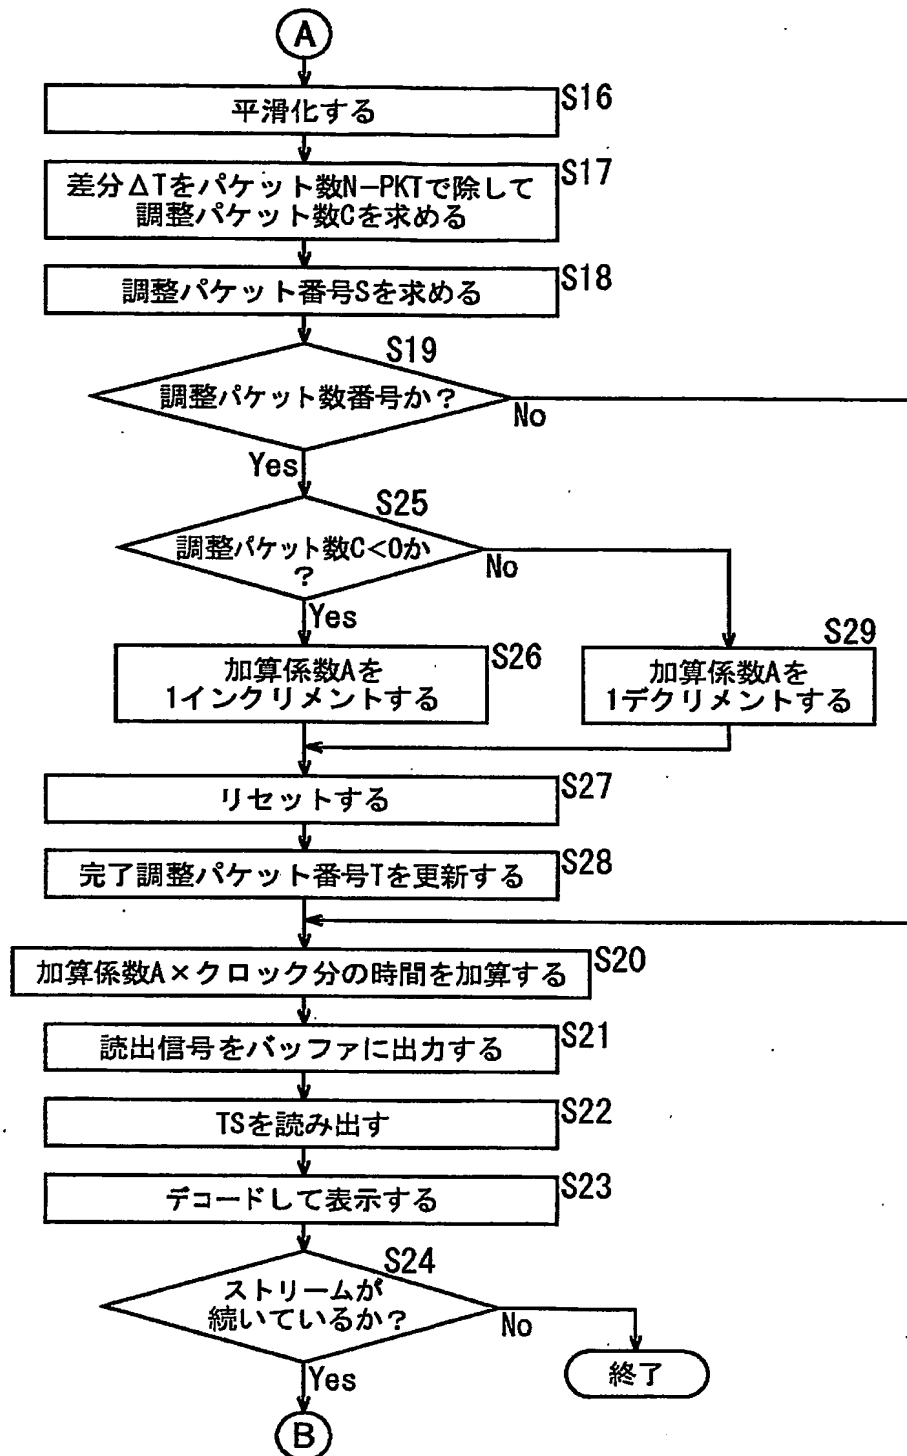 A
平滑化する
S16
差分ΔTをパケット数N-PKTで除して
調整パケット数Cを求める
S17
調整パケット番号Sを求める
S18
S19
調整パケット数番号か?
No
Yes
S25
調整パケット数C<0か
?
No
Yes
S26
加算係数Aを
1インクリメントする
S29
加算係数Aを
1デクリメントする
リセットする
S27
完了調整パケット番号Tを更新する
S28
加算係数A×クロック分の時間を加算する
S20
読出信号をバッファに出力する
S21
TSを読み出す
S22
デコードして表示する
S23
S24
ストリームが
続いているか?
No
Yes
終了
B